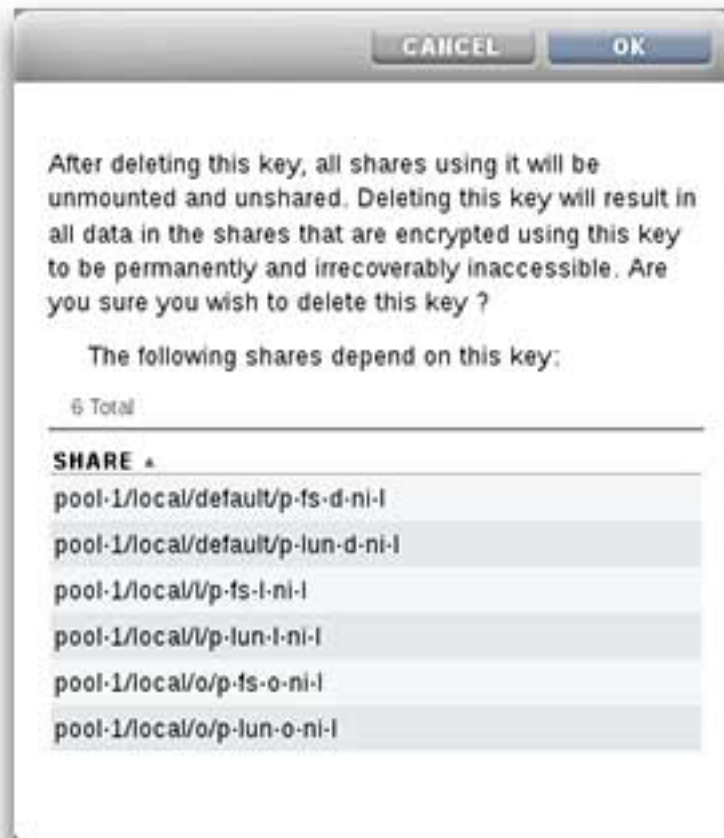 CANCEL OK
After deleting this key, all shares using it will be
unmounted and unshared. Deleting this key will result in
all data in the shares that are encrypted using this key
to be permanently and irrecoverably inaccessible. Are
you sure you wish to delete this key ?
The following shares depend on this key:
6 Total
SHARE ▲
pool-1/local/default/p-fs-d-ni-l
pool-1/local/default/p-lun-d-ni-l
pool-1/local/l/p-fs-l-ni-l
pool-1/local/l/p-lun-l-ni-l
pool-1/local/o/p-fs-o-ni-l
pool-1/local/o/p-lun-o-ni-l